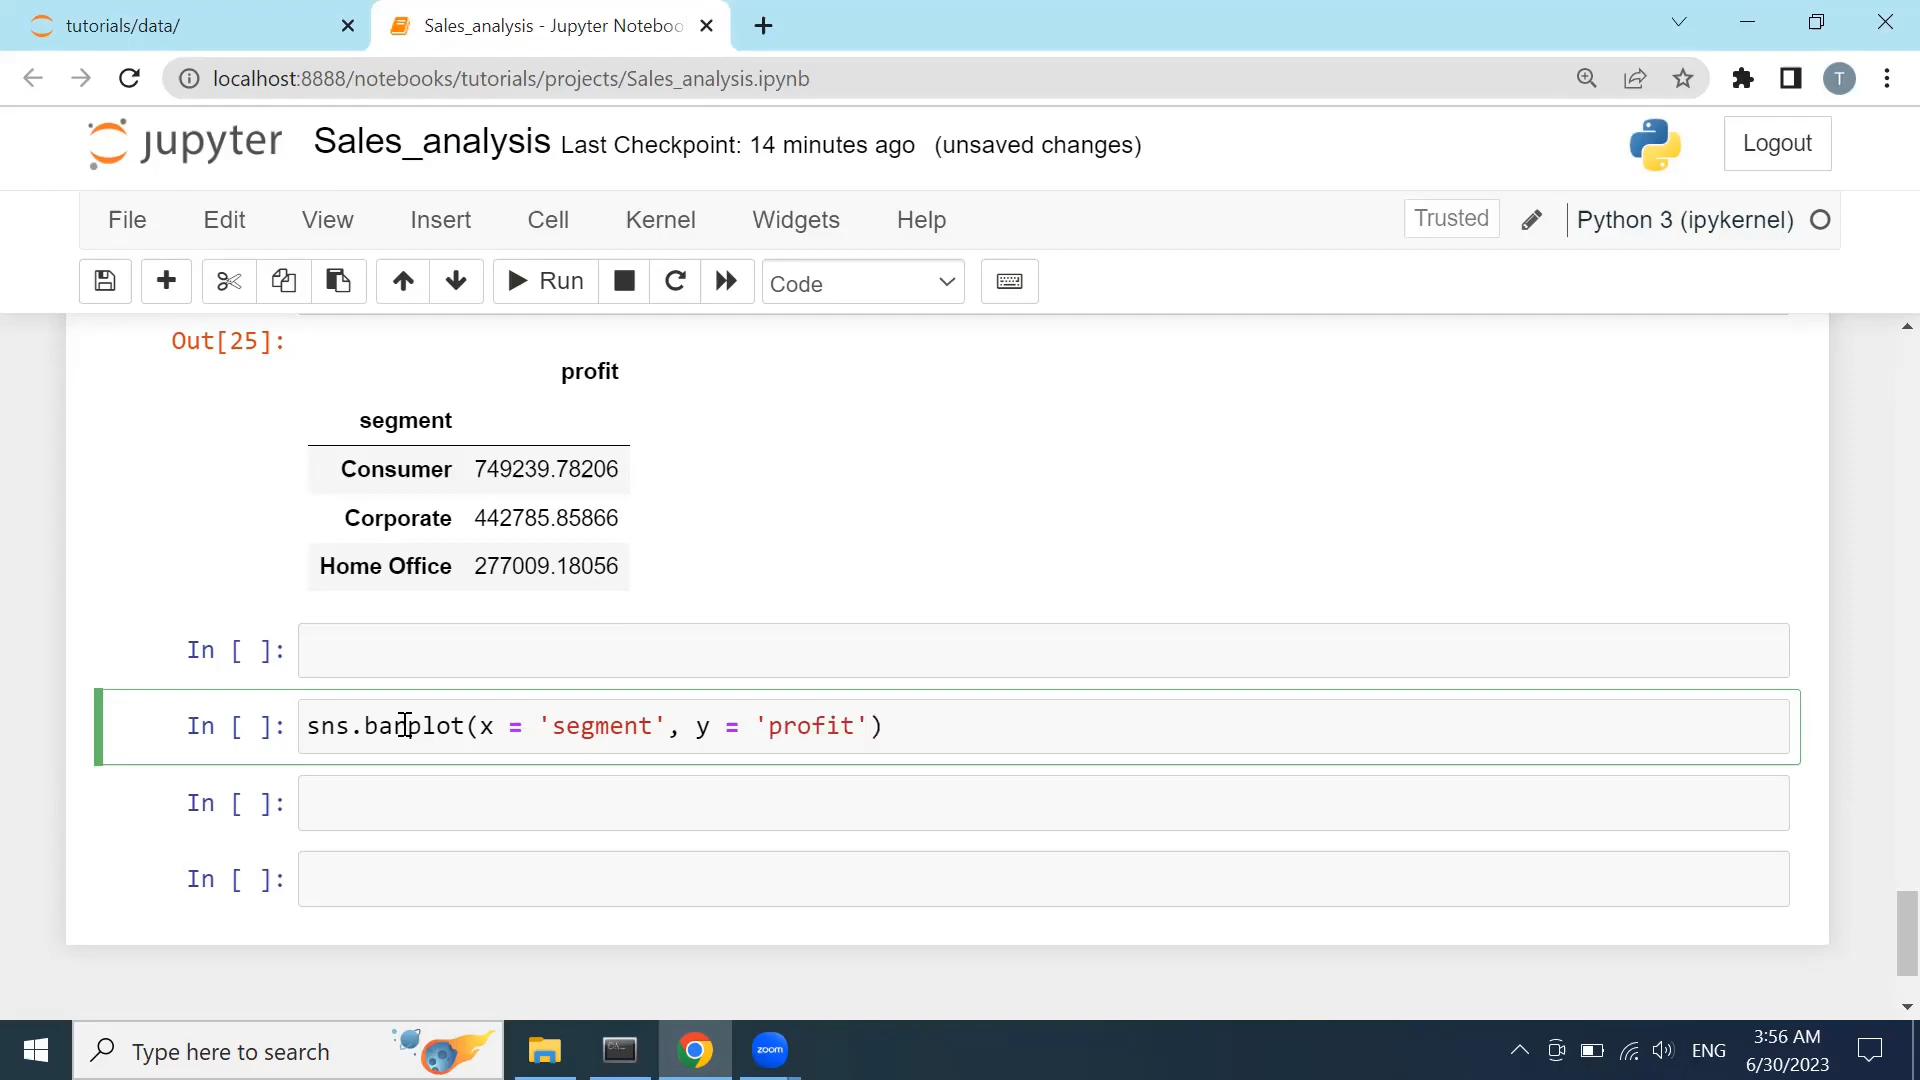 tutorials/data/
Sales_analysis - Jupyter Noteboo
localhost:8888/notebooks/tutorials/projects/Sales_analysis.ipynb
T
jupyter Sales_analysis Last Checkpoint: 14 minutes ago (unsaved changes)
Logout
File Edit View Insert Cell Kernel Widgets Help
Trusted Python 3 (ipykernel)
Run Code
Out[25]:
profit
segment
Consumer 749239.78206
Corporate 442785.85866
Home Office 277009.18056
In [ ]:
In [ ]: sns.barplot(x = 'segment', y = 'profit')
In [ ]:
In [ ]:
Type here to search
zoom
ENG
3:56 AM
6/30/2023